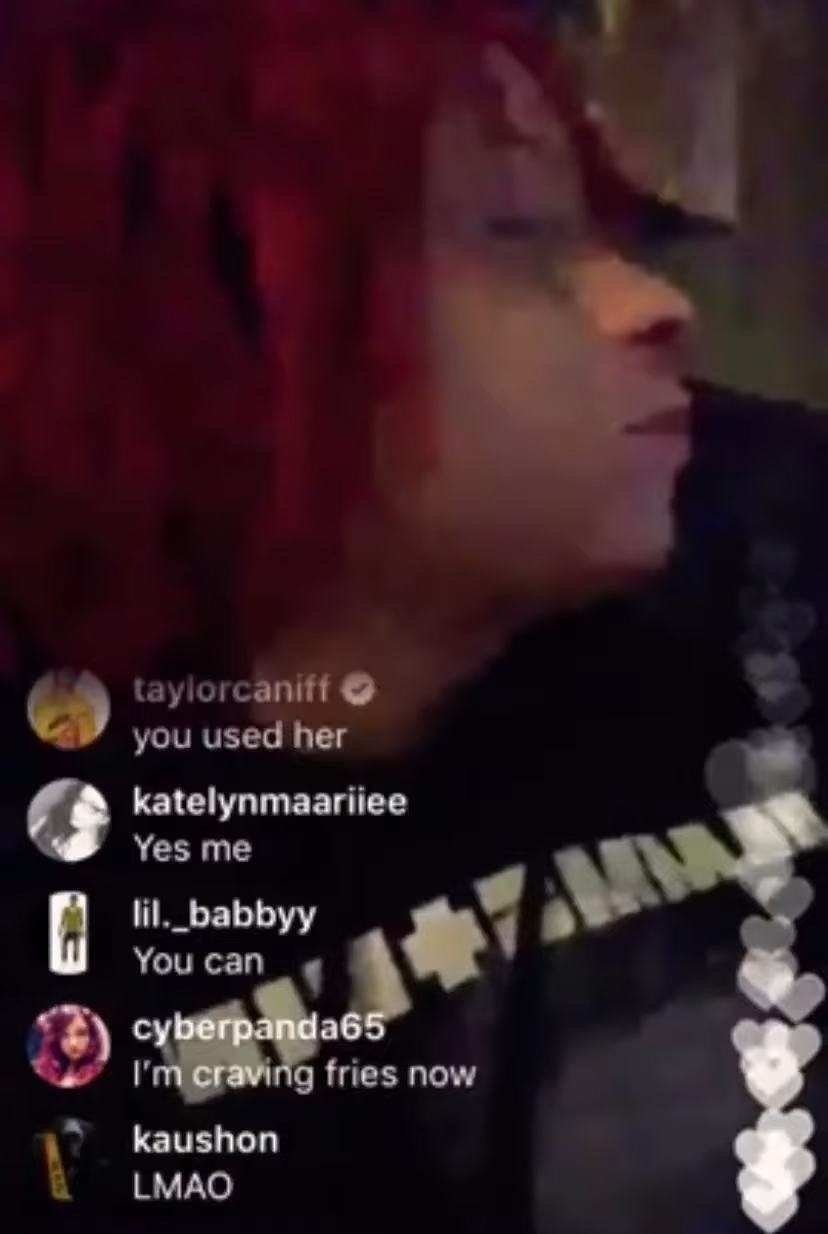 taylorcaniff
you used her
katelynmaariiee
Yes me
lil._babbyy
You can
cyberpanda65
I'm craving fries now
kaushon
LMAO